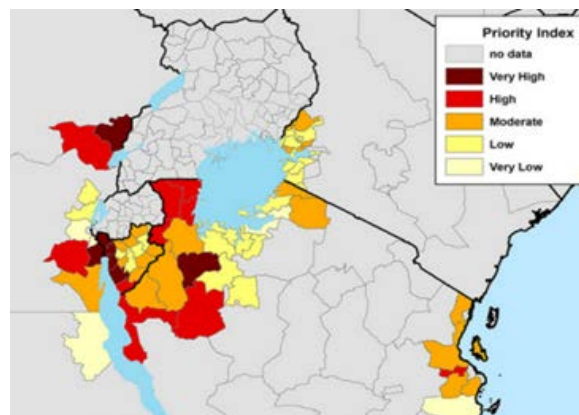 Priority Index
no data
Very High
High
Moderate
Low
Very Low